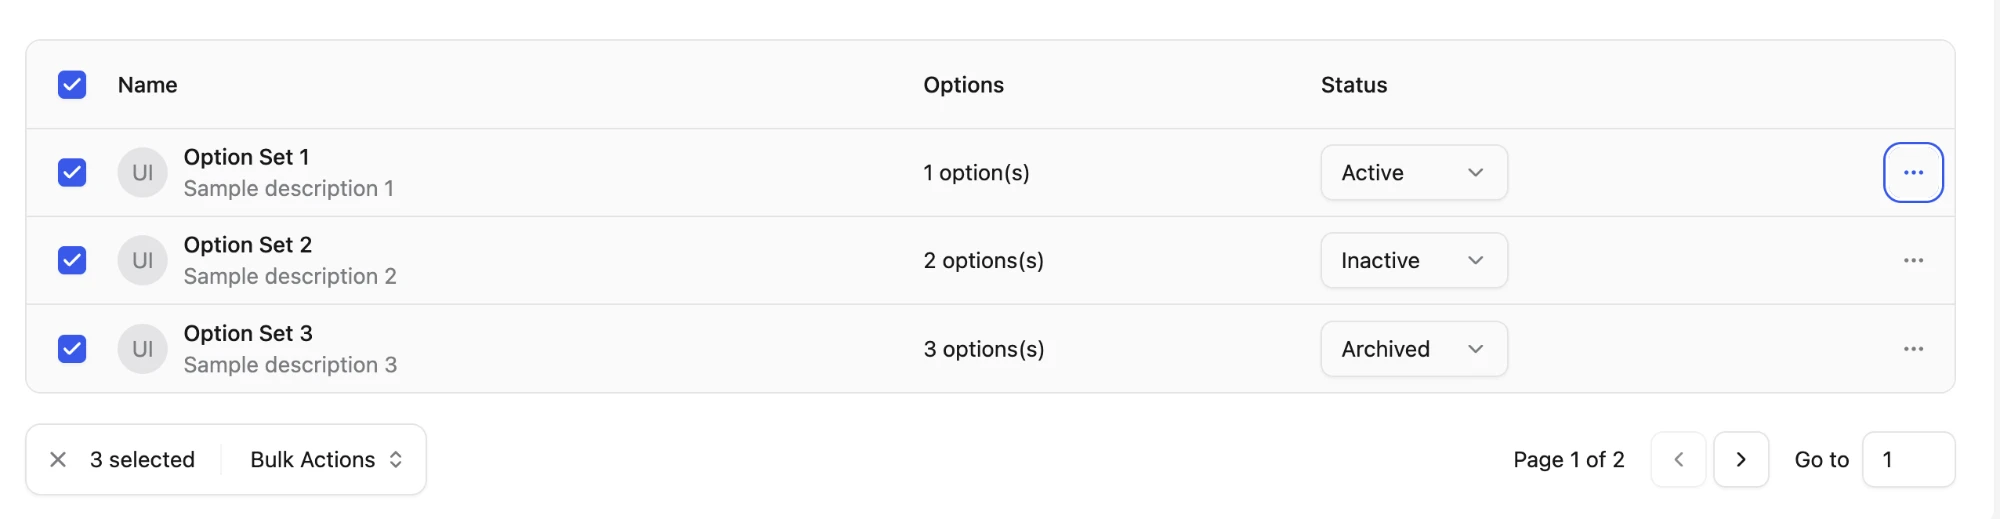 Name Options Status
UI Option Set 1 1 option(s) Active
Sample description 1
UI Option Set 2 2 options(s) Inactive
Sample description 2
UI Option Set 3 3 options(s) Archived
Sample description 3
3 selected Bulk Actions Page 1 of 2 Go to 1